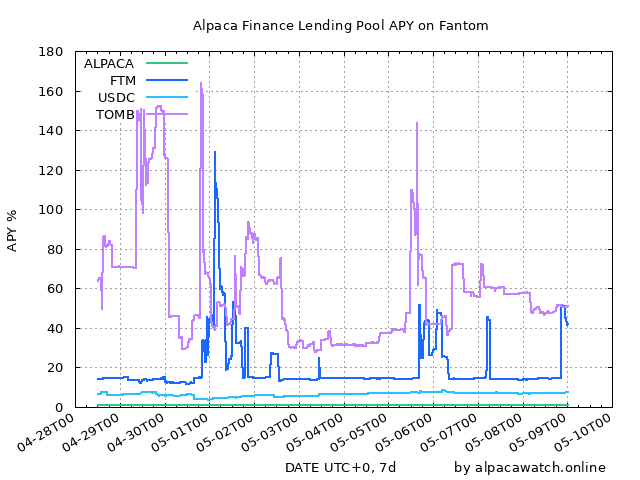 Alpaca Finance Lending Pool APY on Fantom
180
160
140
120
100
80
60
40
20
0
APY %
ALPACA
FTM
USDC
TOMB
04-28T00
04-29T00
04-30T00
05-01T00
05-02T00
05-03T00
05-04T00
05-05T00
05-06T00
05-07T00
05-08T00
05-09T00
05-10T00
DATE UTC+0, 7d
by alpacawatch.online